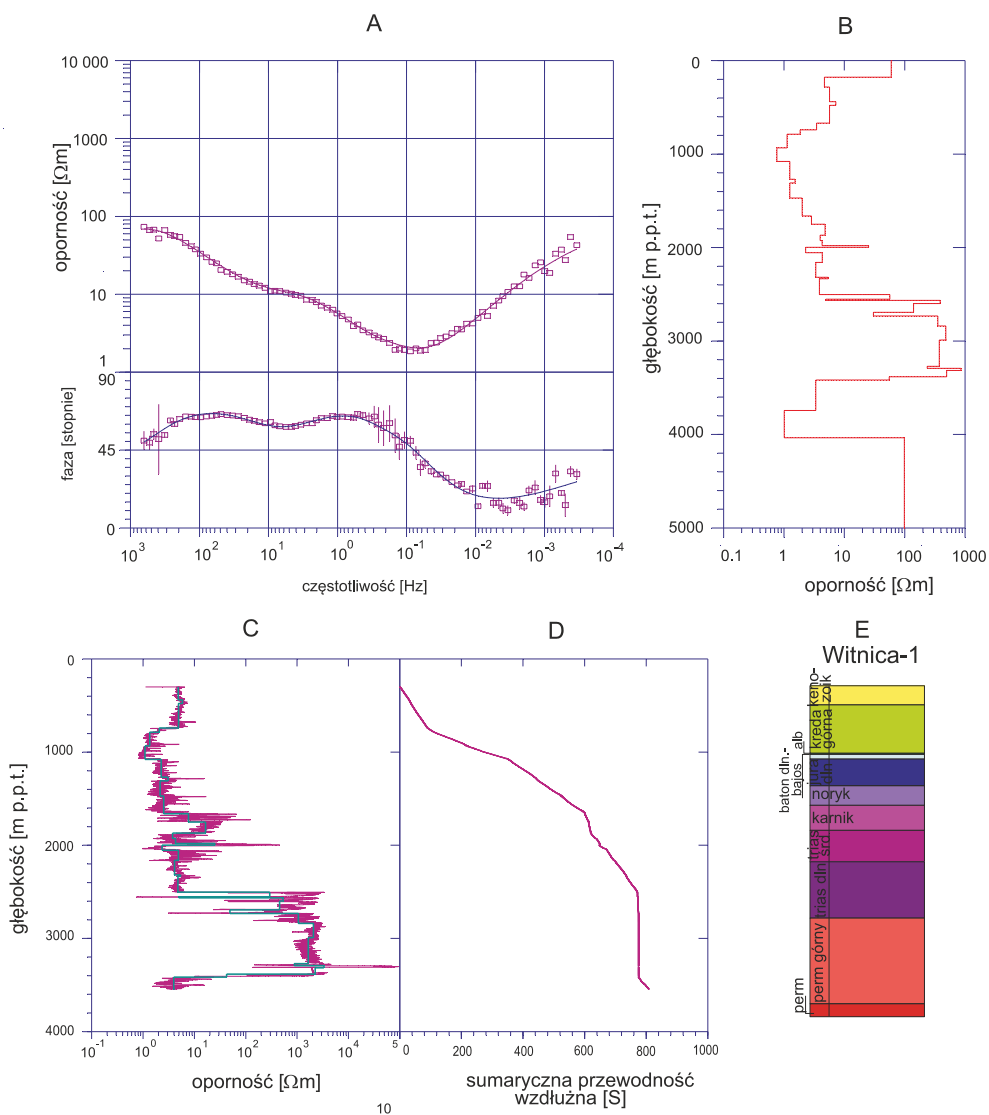 A
B
10 000
1000
100
10
1
oporność [Ωm]
90
45
0
faza [stopnie]
10³
10²
10¹
10⁰
10⁻¹
10⁻²
10⁻³
10⁻⁴
częstotliwość [Hz]
0
1000
2000
3000
4000
5000
głębokość [m p.p.t.]
0.1
1
10
100
1000
oporność [Ωm]
C
D
E
Witnica-1
0
1000
2000
3000
4000
głębokość [m p.p.t.]
10⁻¹
10⁰
10¹
10²
10³
10⁴
5
oporność [Ωm]
10
0
200
400
600
800
1000
sumaryczna przewodność
wzdłużna [S]
keno-
zoik
kreda
górna
alb
baton dln.-
bajos
jura
dln
noryk
karnik
trias
srd
trias dln
perm górny
perm